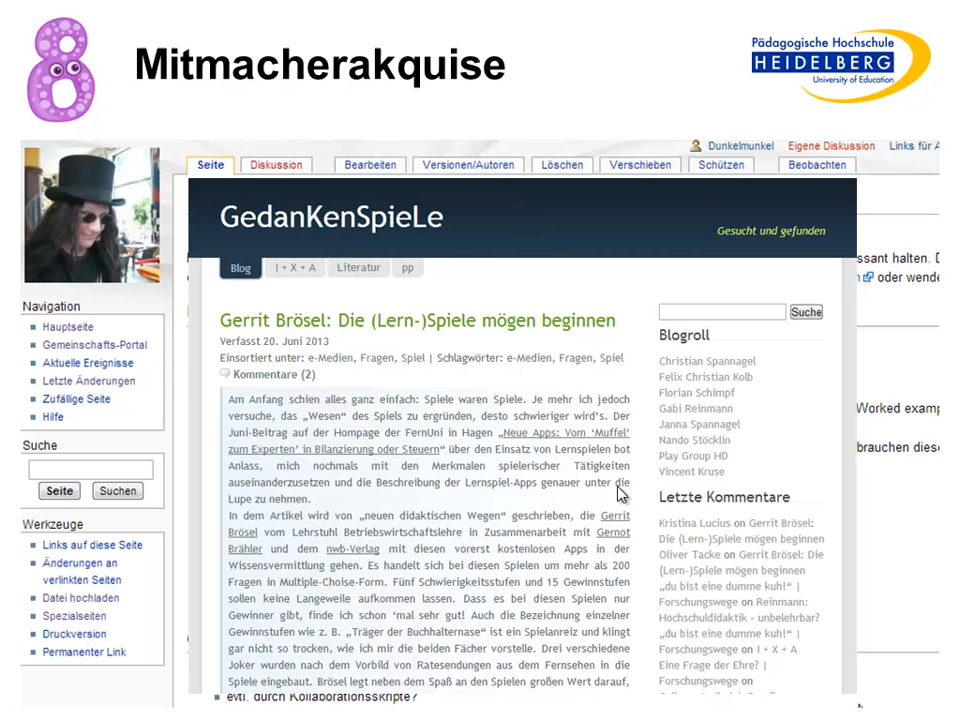 8
Mitmacherakquise
Pädagogische Hochschule
HEIDELBERG
University of Education
Dunkelmunkel Eigene Diskussion Links für A
Seite Diskussion Bearbeiten Versionen/Autoren Löschen Verschieben Schützen Beobachten
GedanKenSpieLe
Gesucht und gefunden
Blog I + X + A Literatur pp
ssant halten. D
oder wende
Navigation
Hauptseite
Gemeinschafts-Portal
Aktuelle Ereignisse
Letzte Änderungen
Zufällige Seite
Hilfe
Suche
Seite Suchen
Werkzeuge
Links auf diese Seite
Änderungen an
verlinkten Seiten
Datei hochladen
Spezialseiten
Druckversion
Permanenter Link
Gerrit Brösel: Die (Lern-)Spiele mögen beginnen
Verfasst 20. Juni 2013
Einsortiert unter: e-Medien, Fragen, Spiel | Schlagwörter: e-Medien, Fragen, Spiel
Kommentare (2)
Am Anfang schien alles ganz einfach: Spiele waren Spiele. Je mehr ich jedoch
versuche, das „Wesen“ des Spiels zu ergründen, desto schwieriger wird’s. Der
Juni-Beitrag auf der Hompage der FernUni in Hagen „Neue Apps: Vom ‘Muffel’
zum Experten’ in Bilanzierung oder Steuern“ über den Einsatz von Lernspielen bot
Anlass, mich nochmals mit den Merkmalen spielerischer Tätigkeiten
auseinanderzusetzen und die Beschreibung der Lernspiel-Apps genauer unter die
Lupe zu nehmen.
In dem Artikel wird von „neuen didaktischen Wegen“ geschrieben, die Gerrit
Brösel vom Lehrstuhl Betriebswirtschaftslehre in Zusammenarbeit mit Gernot
Brähler und dem nwb-Verlag mit diesen vorerst kostenlosen Apps in der
Wissensvermittlung gehen. Es handelt sich bei diesen Spielen um mehr als 200
Fragen in Multiple-Choise-Form. Fünf Schwierigkeitsstufen und 15 Gewinnstufen
sollen keine Langeweile aufkommen lassen. Dass es bei diesen Spielen nur
Gewinner gibt, finde ich schon ‘mal sehr gut! Auch die Bezeichnung einzelner
Gewinnstufen wie z. B. „Träger der Buchhalternase“ ist ein Spielanreiz und klingt
gar nicht so trocken, wie ich mir die beiden Fächer vorstelle. Drei verschiedene
Joker wurden nach dem Vorbild von Ratesendungen aus dem Fernsehen in die
Spiele eingebaut. Brösel legt neben dem Spaß an den Spielen großen Wert darauf,
Suche
Blogroll
Christian Spannagel
Felix Christian Kolb
Florian Schimpf
Gabi Reinmann
Janna Spannagel
Nando Stöcklin
Play Group HD
Vincent Kruse
Letzte Kommentare
Kristina Lucius on Gerrit Brösel:
Die (Lern-)Spiele mögen beginnen
Oliver Tacke on Gerrit Brösel: Die
(Lern-)Spiele mögen beginnen
„du bist eine dumme kuh!“ |
Forschungswege on Reinmann:
Hochschuldidaktik - unbelehrbar?
„du bist eine dumme kuh!“ |
Forschungswege on I + X + A
Eine Frage der Ehre? |
Forschungswege on
Worked examp
brauchen diese
evtl. durch Kollaborationsskripte?